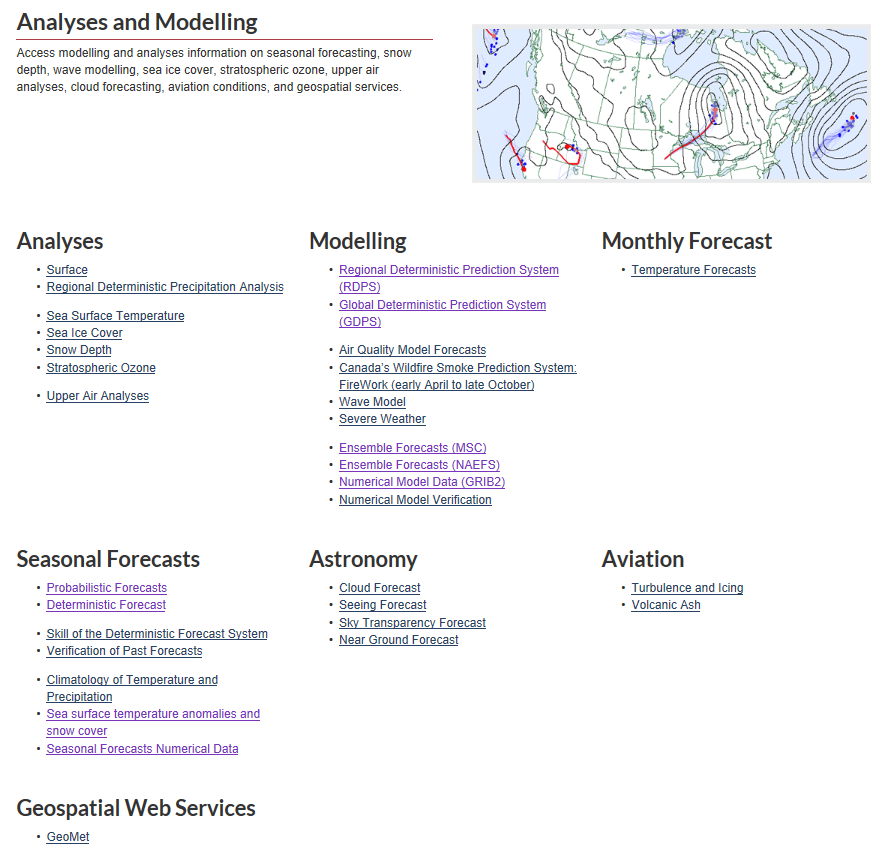 Analyses and Modelling
Access modelling and analyses information on seasonal forecasting, snow
depth, wave modelling, sea ice cover, stratospheric ozone, upper air
analyses, cloud forecasting, aviation conditions, and geospatial services.
Analyses
• Surface
• Regional Deterministic Precipitation Analysis
• Sea Surface Temperature
• Sea Ice Cover
• Snow Depth
• Stratospheric Ozone
• Upper Air Analyses
Modelling
• Regional Deterministic Prediction System
(RDPS)
• Global Deterministic Prediction System
(GDPS)
• Air Quality Model Forecasts
• Canada's Wildfire Smoke Prediction System:
FireWork (early April to late October)
• Wave Model
• Severe Weather
• Ensemble Forecasts (MSC)
• Ensemble Forecasts (NAEFS)
• Numerical Model Data (GRIB2)
• Numerical Model Verification
Monthly Forecast
• Temperature Forecasts
Seasonal Forecasts
• Probabilistic Forecasts
• Deterministic Forecast
• Skill of the Deterministic Forecast System
• Verification of Past Forecasts
• Climatology of Temperature and
Precipitation
• Sea surface temperature anomalies and
snow cover
• Seasonal Forecasts Numerical Data
Astronomy
• Cloud Forecast
• Seeing Forecast
• Sky Transparency Forecast
• Near Ground Forecast
Aviation
• Turbulence and Icing
• Volcanic Ash
Geospatial Web Services
• GeoMet